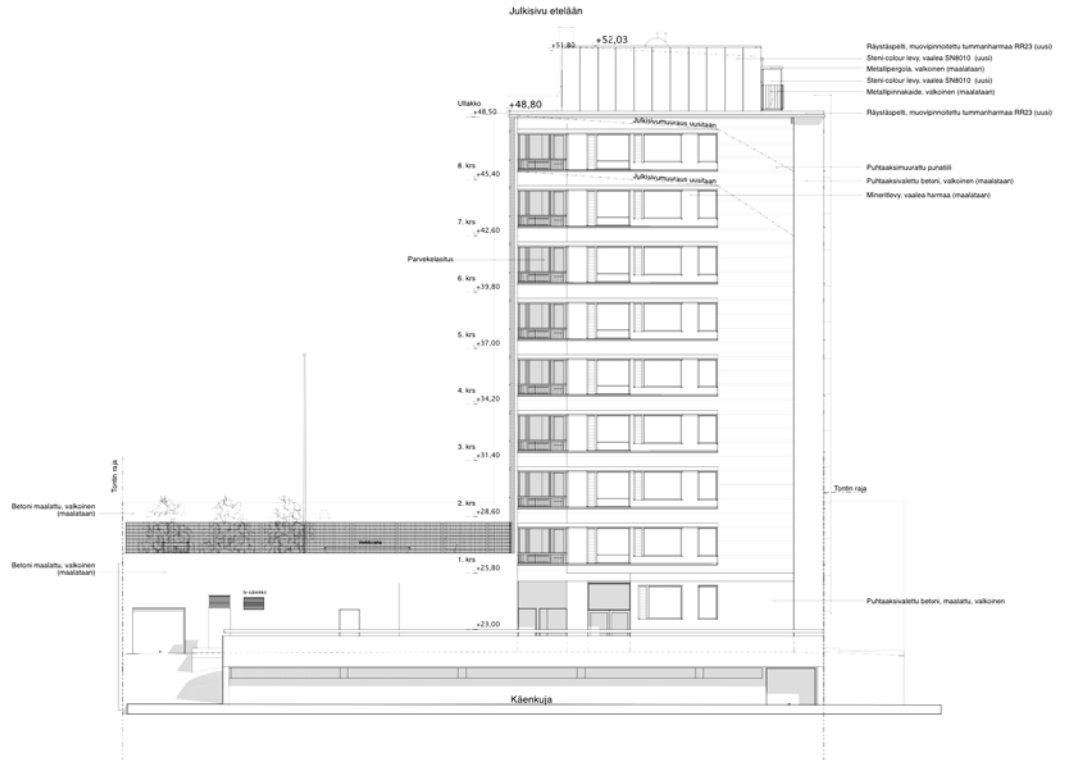 Julkisivu etelään
+52,03
+51,80
Räystäspelti, muovipinnoitettu tummanharmaa RR23 (uusi)
Steni-colour levy, vaalea SN8010 (uusi)
Metallipergola, valkoinen (maalataan)
Steni-colour levy, vaalea SN8010 (uusi)
Metallipinnakaide, valkoinen (maalataan)
Ullakko
+48,80
+48,50
Räystäspelti, muovipinnoitettu tummanharmaa RR23 (uusi)
Julkisivumuuraus uusitaan
8. krs
+45,40
Puhtaaksimuurattu punatiili
Julkisivumuuraus uusitaan
Puhtaaksivalettu betoni, valkoinen (maalataan)
Mineritlevy, vaalea harmaa (maalataan)
7. krs
+42,60
Parvekelasitus
6. krs
+39,80
5. krs
+37,00
4. krs
+34,20
3. krs
+31,40
Tontin raja
Tontin raja
2. krs
+28,60
Betoni maalattu, valkoinen
(maalataan)
1. krs
+25,80
Betoni maalattu, valkoinen
(maalataan)
Puhtaaksivalettu betoni, maalattu, valkoinen
+23,00
Käenkuja